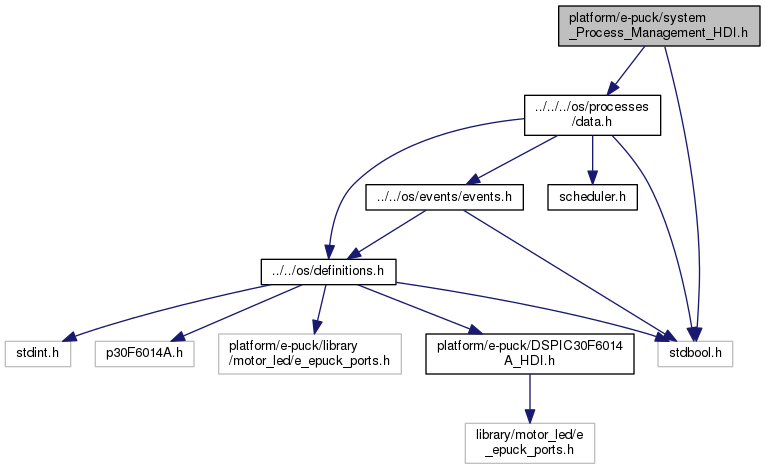 platform/e-puck/system
_Process_Management_HDI.h
../../../os/processes
/data.h
../../os/events/events.h
scheduler.h
../../os/definitions.h
stdint.h
p30F6014A.h
platform/e-puck/library
/motor_led/e_epuck_ports.h
platform/e-puck/DSPIC30F6014
A_HDI.h
stdbool.h
library/motor_led/e
_epuck_ports.h